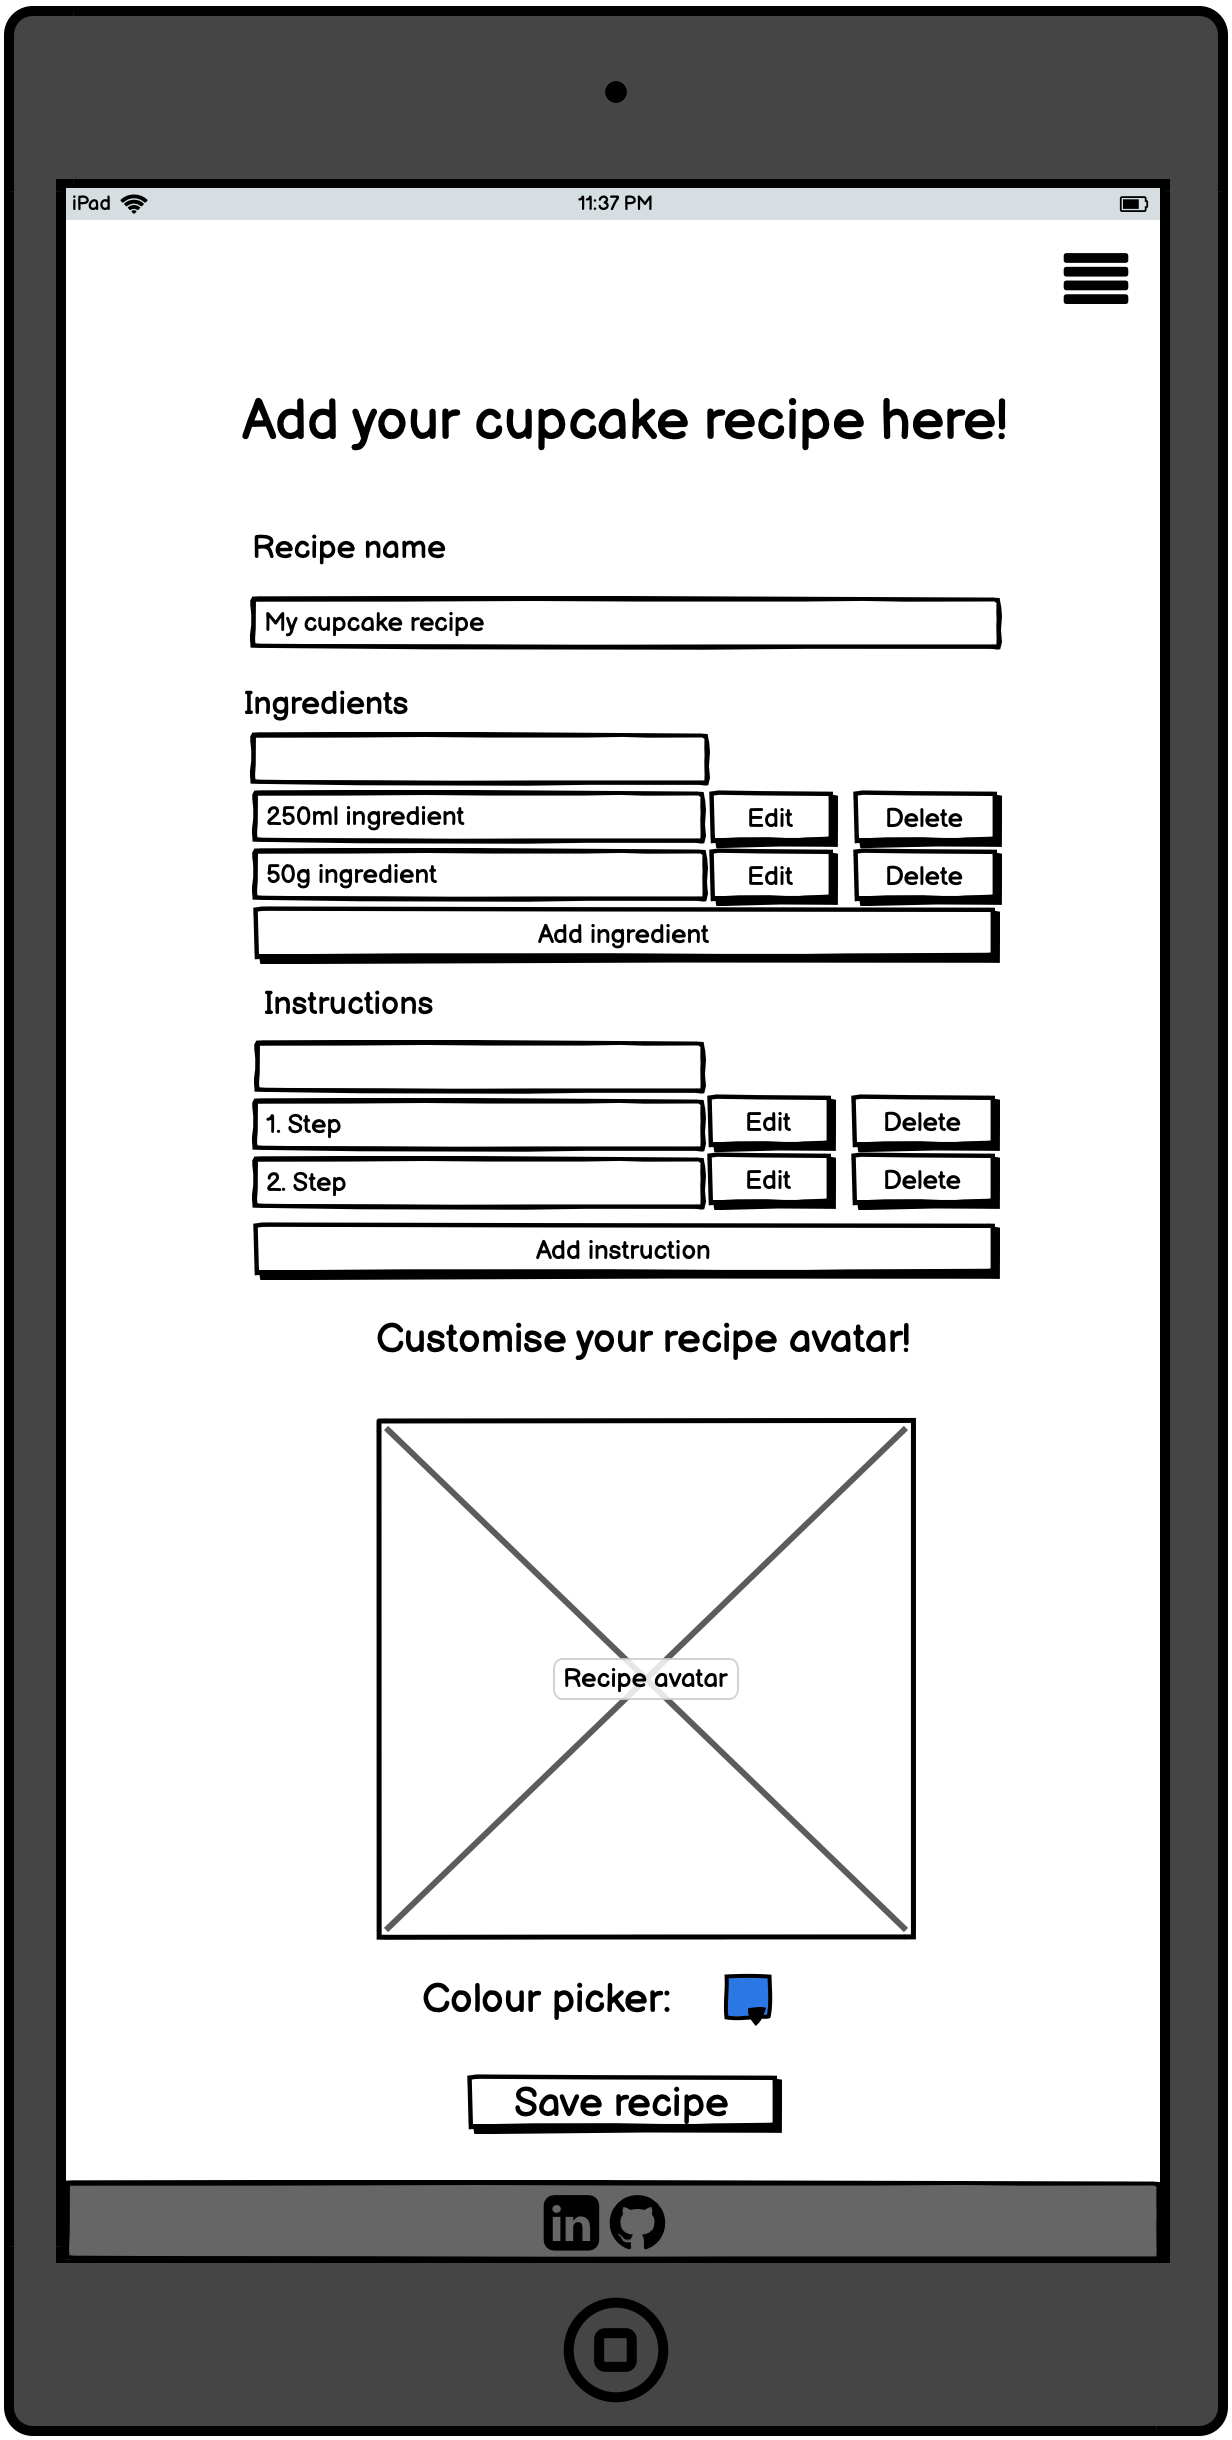 iPad 11:37 PM
Add your cupcake recipe here!
Recipe name
My cupcake recipe
Ingredients
250ml ingredient Edit Delete
50g ingredient Edit Delete
Add ingredient
Instructions
1. Step Edit Delete
2. Step Edit Delete
Add instruction
Customise your recipe avatar!
Recipe avatar
Colour picker:
Save recipe
in